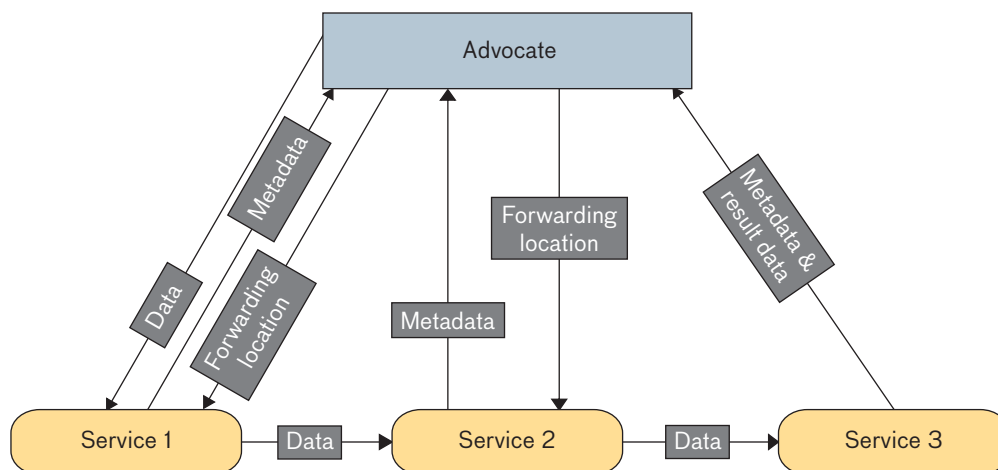 Advocate
Metadata
Data
Forwarding
location
Metadata
Forwarding
location
Metadata &
result data
Service 1
Data
Service 2
Data
Service 3